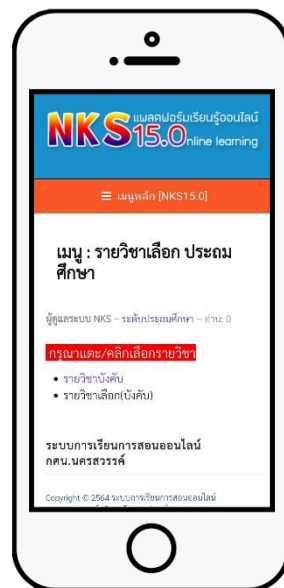 NKS
15.0
แพลตฟอร์มเรียนรู้ออนไลน์
nline learning
☰ เมนูหลัก [NKS15.0]
เมนู : รายวิชาเลือก ประถม
ศึกษา
ผู้ดูแลระบบ NKS – ระดับประถมศึกษา – อ่าน: 0
กรุณาแตะ/คลิกเลือกรายวิชา
• รายวิชาบังคับ
• รายวิชาเลือก(บังคับ)
ระบบการเรียนการสอนออนไลน์
กศน.นครสวรรค์
Copyright © 2564 ระบบการเรียนการสอนออนไลน์